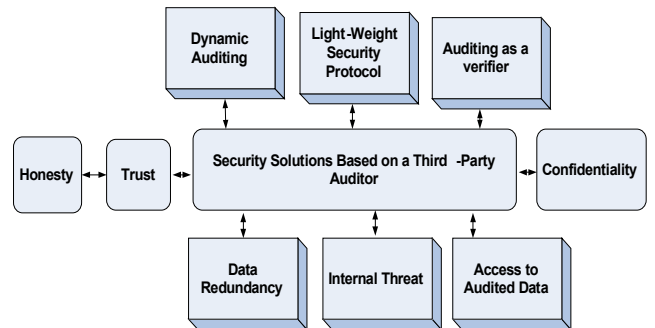 Dynamic
Auditing
Light-Weight
Security
Protocol
Auditing as a
verifier
Honesty
Trust
Security Solutions Based on a Third -Party
Auditor
Confidentiality
Data
Redundancy
Internal Threat
Access to
Audited Data